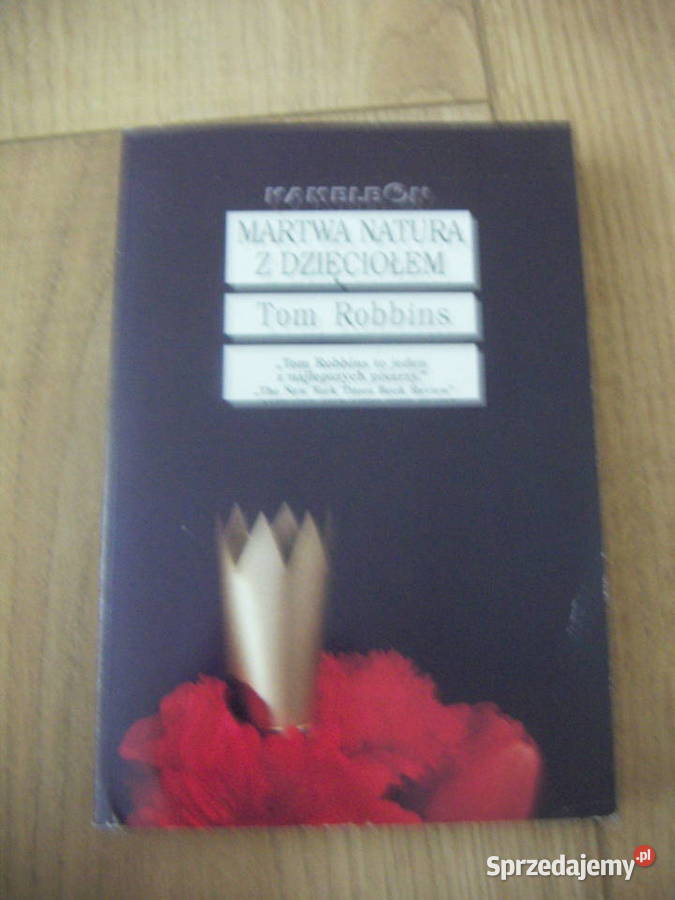 KAMELEON
MARTWA NATURA
Z DZIĘCIOŁEM
Tom Robbins
„Tom Robbins to jeden
z najlepszych pisarzy.”
„The New York Times Book Review”
Sprzedajemy.pl